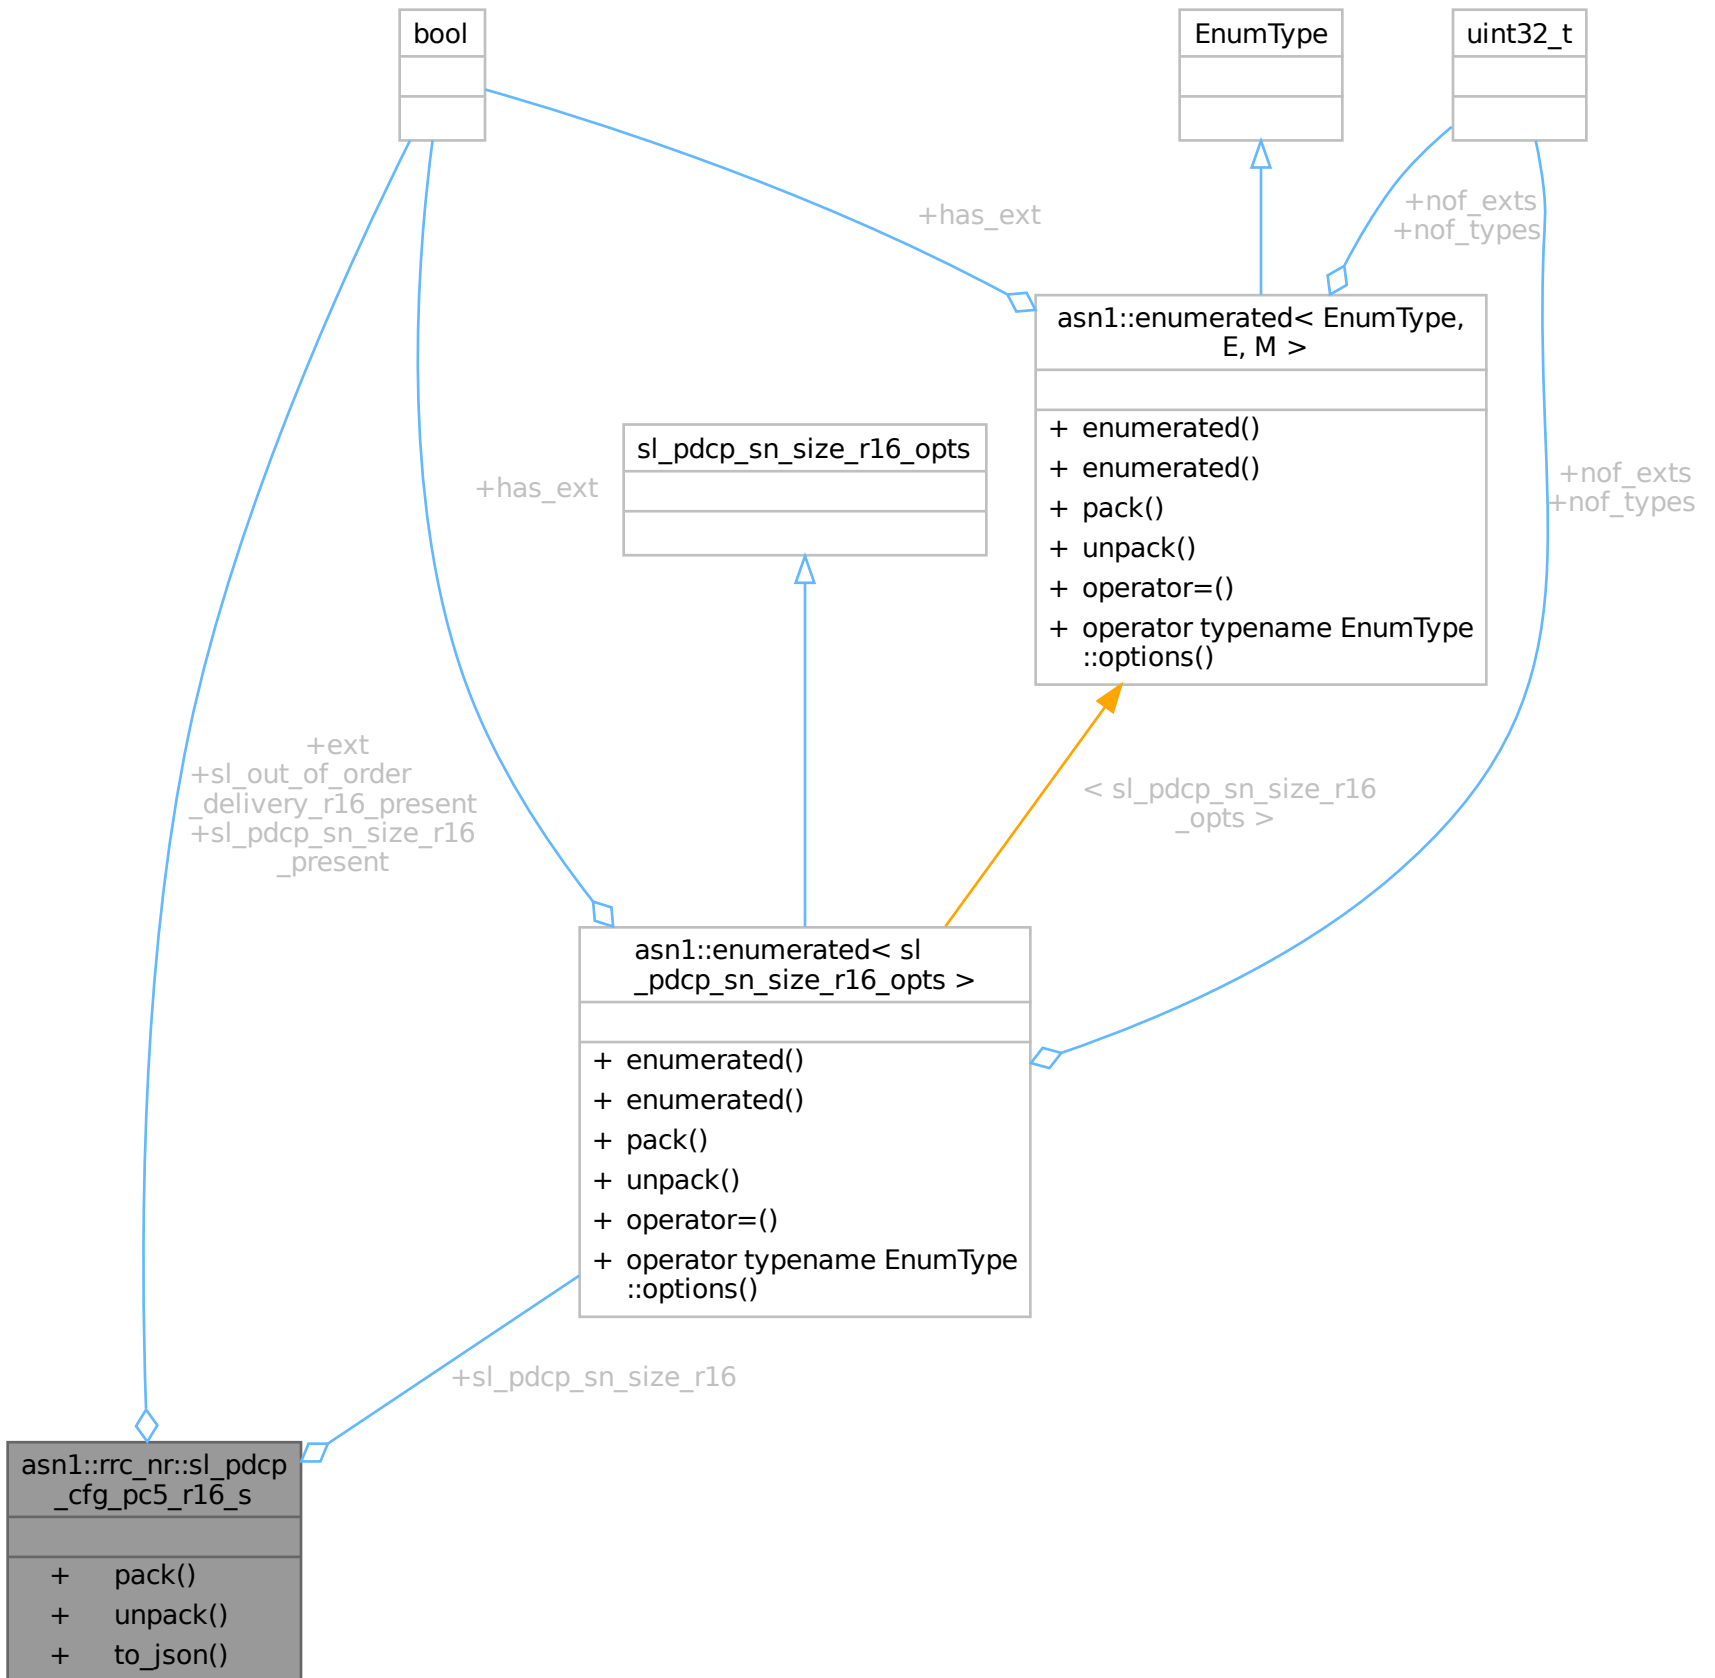 bool
EnumType
uint32_t
+has_ext
+nof_exts
+nof_types
asn1::enumerated< EnumType,
E, M >
+ enumerated()
+ enumerated()
+ pack()
+ unpack()
+ operator=()
+ operator typename EnumType
::options()
sl_pdcp_sn_size_r16_opts
+has_ext
+nof_exts
+nof_types
+ext
+sl_out_of_order
_delivery_r16_present
+sl_pdcp_sn_size_r16
_present
< sl_pdcp_sn_size_r16
_opts >
asn1::enumerated< sl
_pdcp_sn_size_r16_opts >
+ enumerated()
+ enumerated()
+ pack()
+ unpack()
+ operator=()
+ operator typename EnumType
::options()
+sl_pdcp_sn_size_r16
asn1::rrc_nr::sl_pdcp
_cfg_pc5_r16_s
+ pack()
+ unpack()
+ to_json()